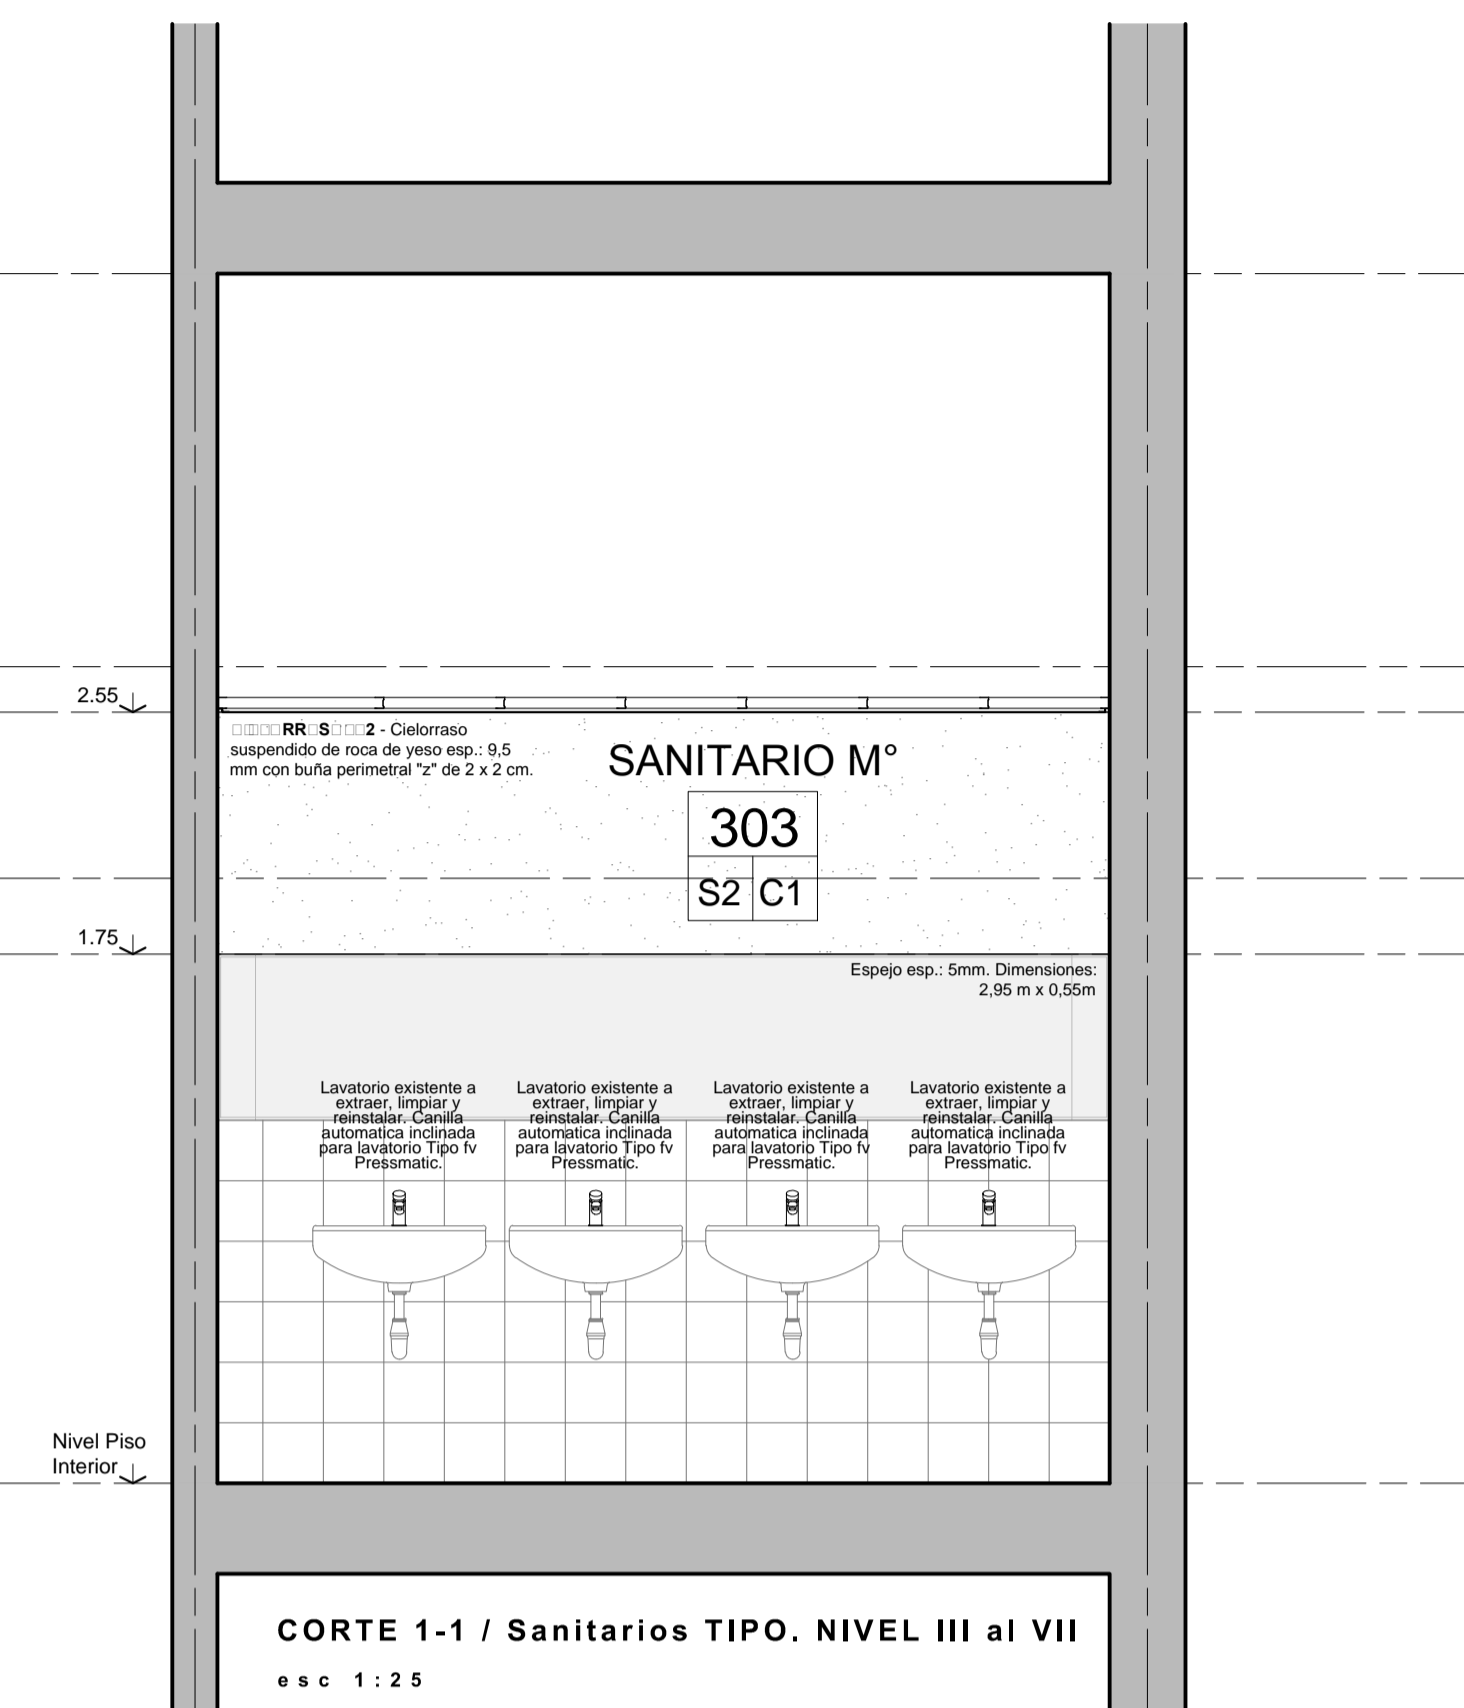 2.55
2 - Cielorraso
suspendido de roca de yeso esp.: 9,5
mm con buña perimetral "z" de 2 x 2 cm.
SANITARIO M°
303
S2 C1
1.75
Espejo esp.: 5mm. Dimensiones:
2,95 m x 0,55m
Lavatorio existente a
extraer, limpiar y
reinstalar. Canilla
automatica inclinada
para lavatorio Tipo fv
Pressmatic.
Lavatorio existente a
extraer, limpiar y
reinstalar. Canilla
automatica inclinada
para lavatorio Tipo fv
Pressmatic.
Lavatorio existente a
extraer, limpiar y
reinstalar. Canilla
automatica inclinada
para lavatorio Tipo fv
Pressmatic.
Lavatorio existente a
extraer, limpiar y
reinstalar. Canilla
automatica inclinada
para lavatorio Tipo fv
Pressmatic.
Nivel Piso
Interior
CORTE 1-1 / Sanitarios TIPO. NIVEL III al VII
esc 1:25